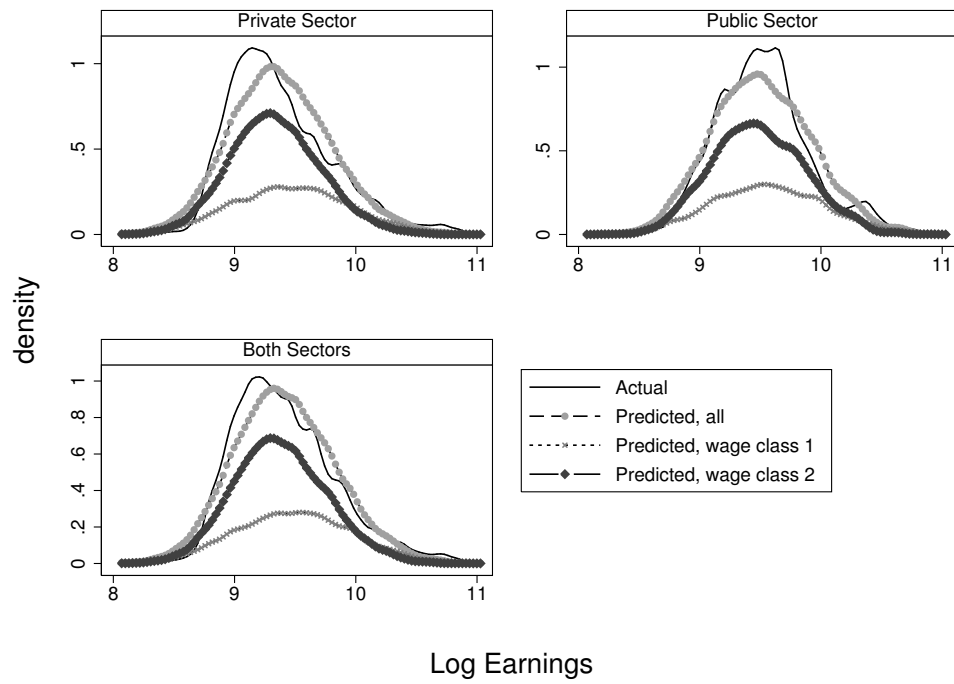 Private Sector
Public Sector
1
.5
0
8 9 10 11
1
.5
0
8 9 10 11
density
Both Sectors
1
.8
.6
.4
.2
0
8 9 10 11
Actual
Predicted, all
Predicted, wage class 1
Predicted, wage class 2
Log Earnings